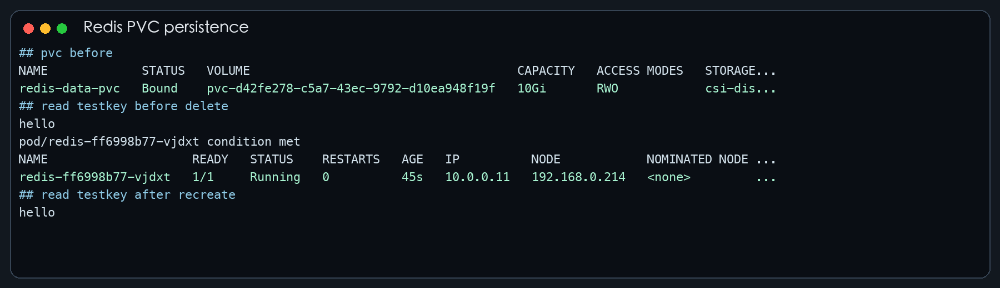 Redis PVC persistence
## pvc before
NAME             STATUS   VOLUME                                     CAPACITY   ACCESS MODES   STORAGE...
redis-data-pvc   Bound    pvc-d42fe278-c5a7-43ec-9792-d10ea948f19f   10Gi       RWO            csi-dis...
## read testkey before delete
hello
pod/redis-ff6998b77-vjdxt condition met
NAME                    READY   STATUS    RESTARTS   AGE   IP          NODE            NOMINATED NODE ...
redis-ff6998b77-vjdxt   1/1     Running   0          45s   10.0.0.11   192.168.0.214   <none>         ...
## read testkey after recreate
hello